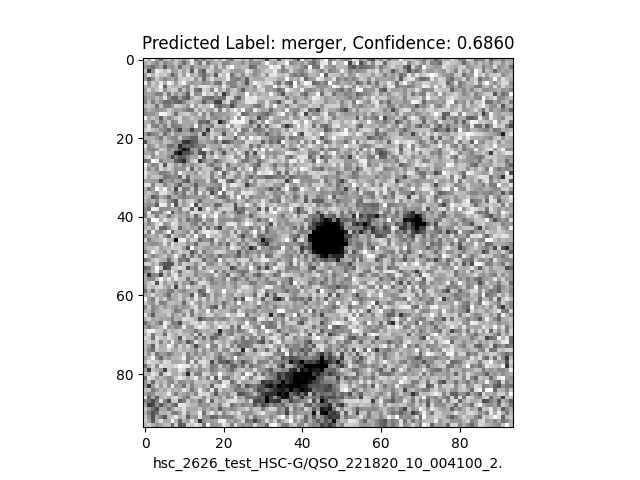 Predicted Label: merger, Confidence: 0.6860
0
20
40
60
80
0 20 40 60 80
hsc_2626_test_HSC-G/QSO_221820_10_004100_2.